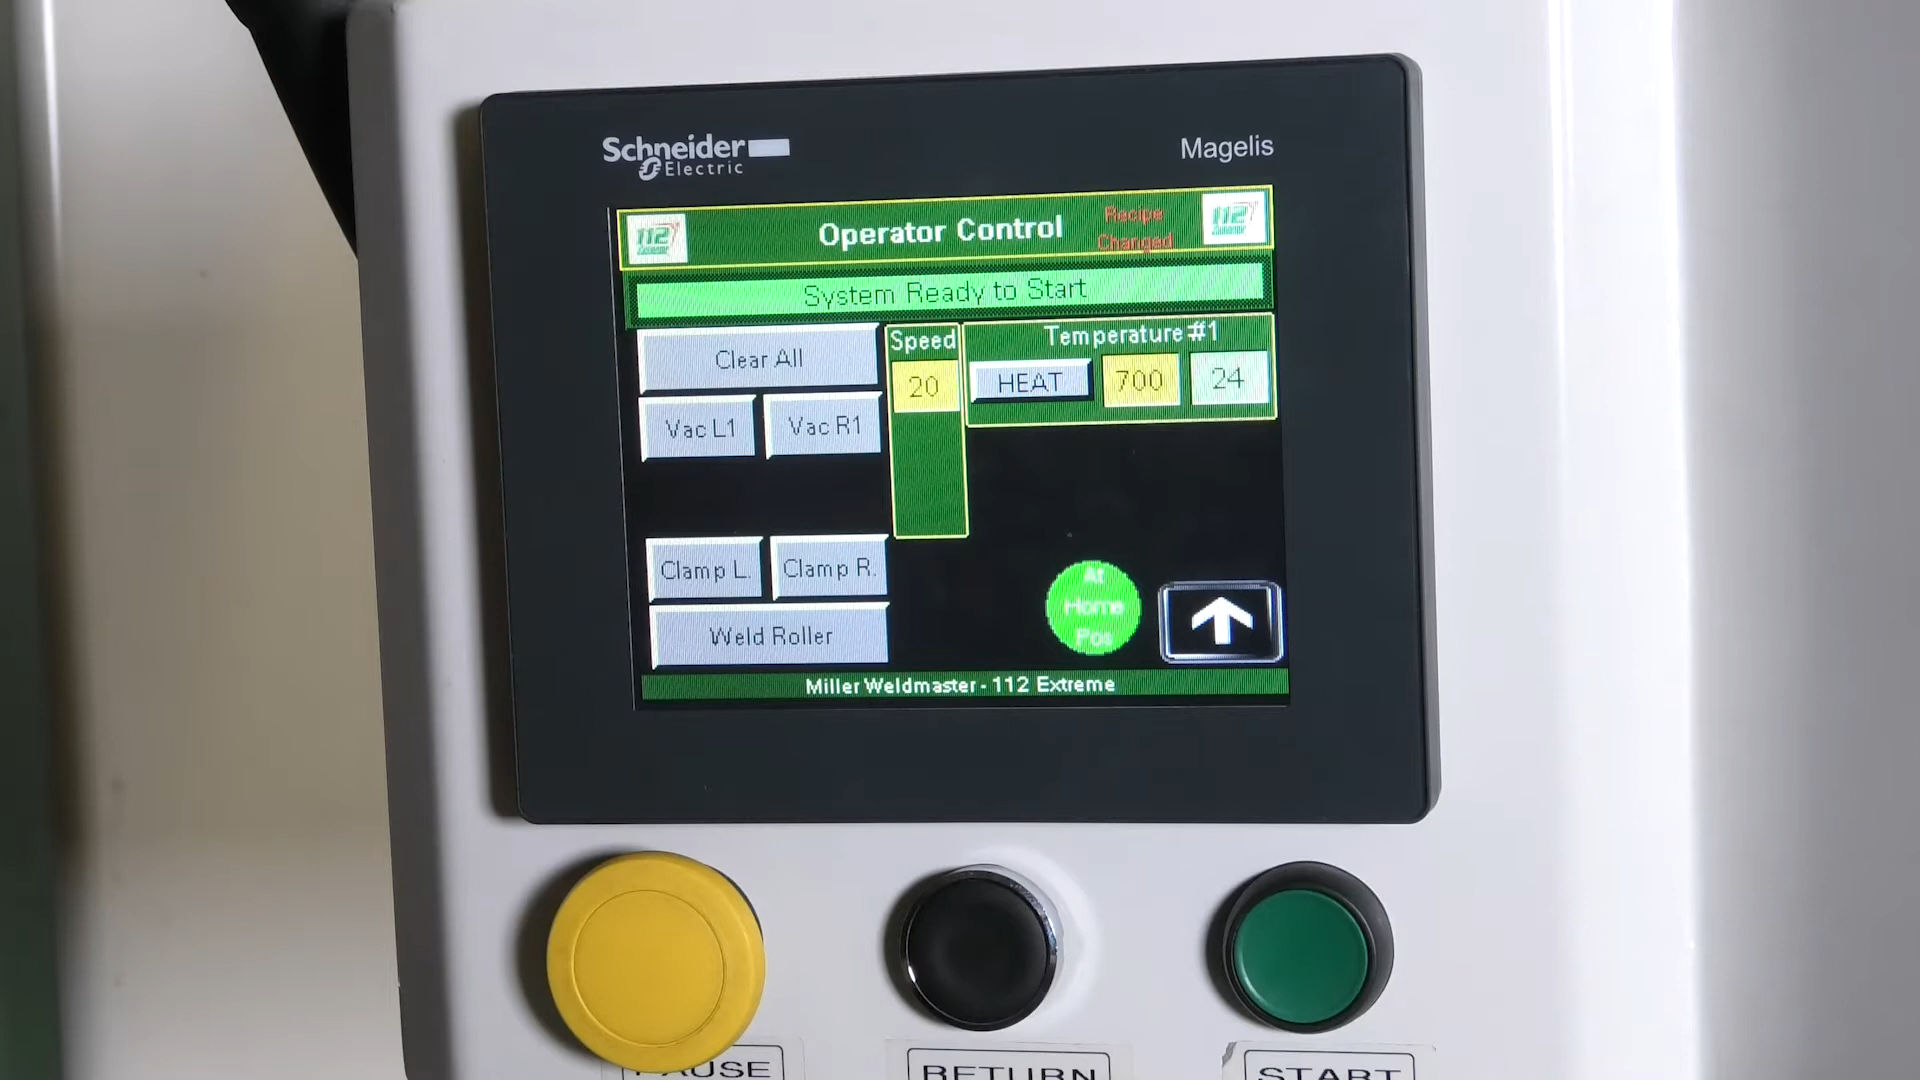 Schneider
Electric
Magelis
112
Operator Control
Recipe
Changed
112
System Ready to Start
Clear All
Speed
Temperature #1
20
HEAT
700
24
Vac L1
Vac R1
Clamp L.
Clamp R.
At
Home
Pos
Weld Roller
Miller Weldmaster - 112 Extreme
PAUSE
RETURN
START